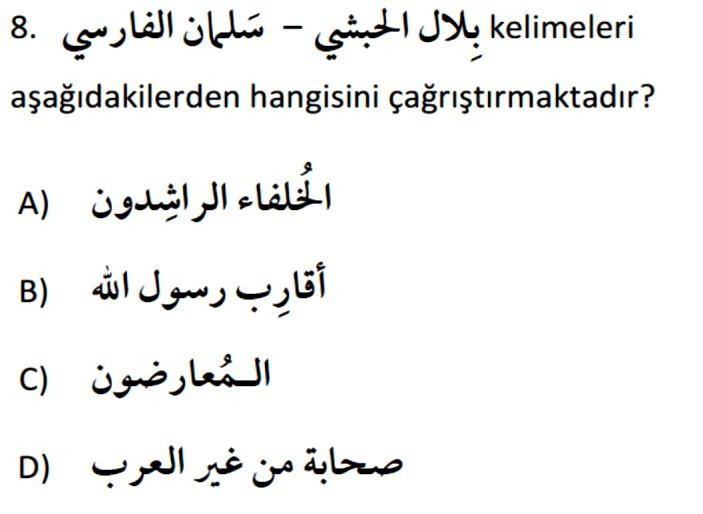 8. بِلال الحبشي – سَلمان الفارسي kelimeleri
aşağıdakilerden hangisini çağrıştırmaktadır?
A) الخُلفاء الراشِدون
B) أقارِب رسول الله
C) المُعارضون
D) صحابة من غير العرب